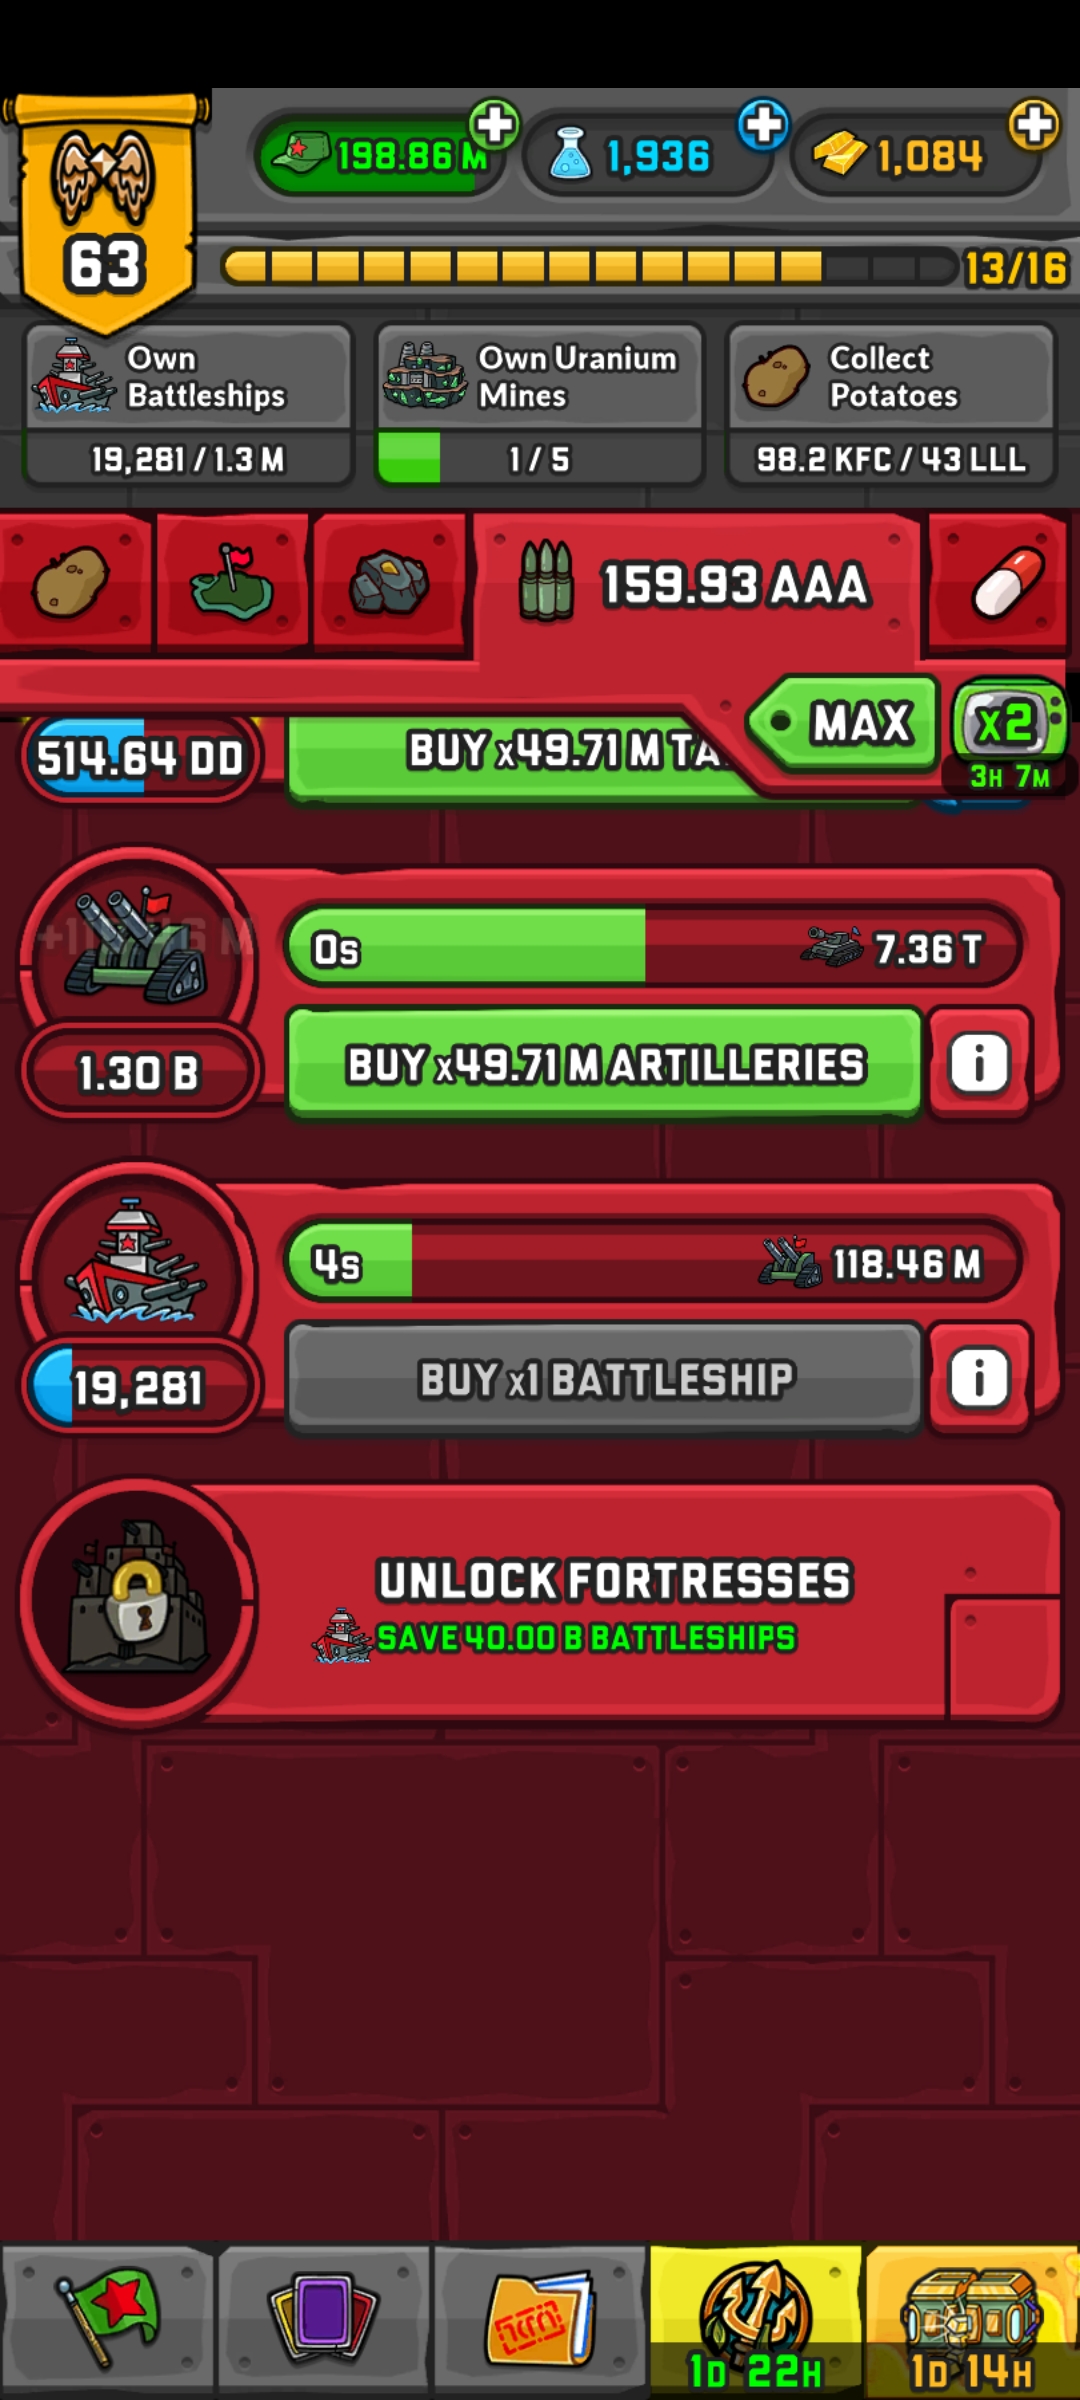 198.86 M
1,936
1,084
63
13/16
Own
Battleships
19,281 / 1.3 M
Own Uranium
Mines
1 / 5
Collect
Potatoes
98.2 KFC / 43 LLL
159.93 AAA
MAX
x2
3H 7M
514.64 DD
BUY x49.71 M
0s
7.36 T
1.30 B
BUY x49.71 M ARTILLERIES
i
4s
118.46 M
19,281
BUY x1 BATTLESHIP
i
UNLOCK FORTRESSES
SAVE 40.00 B BATTLESHIPS
1D 22H
1D 14H